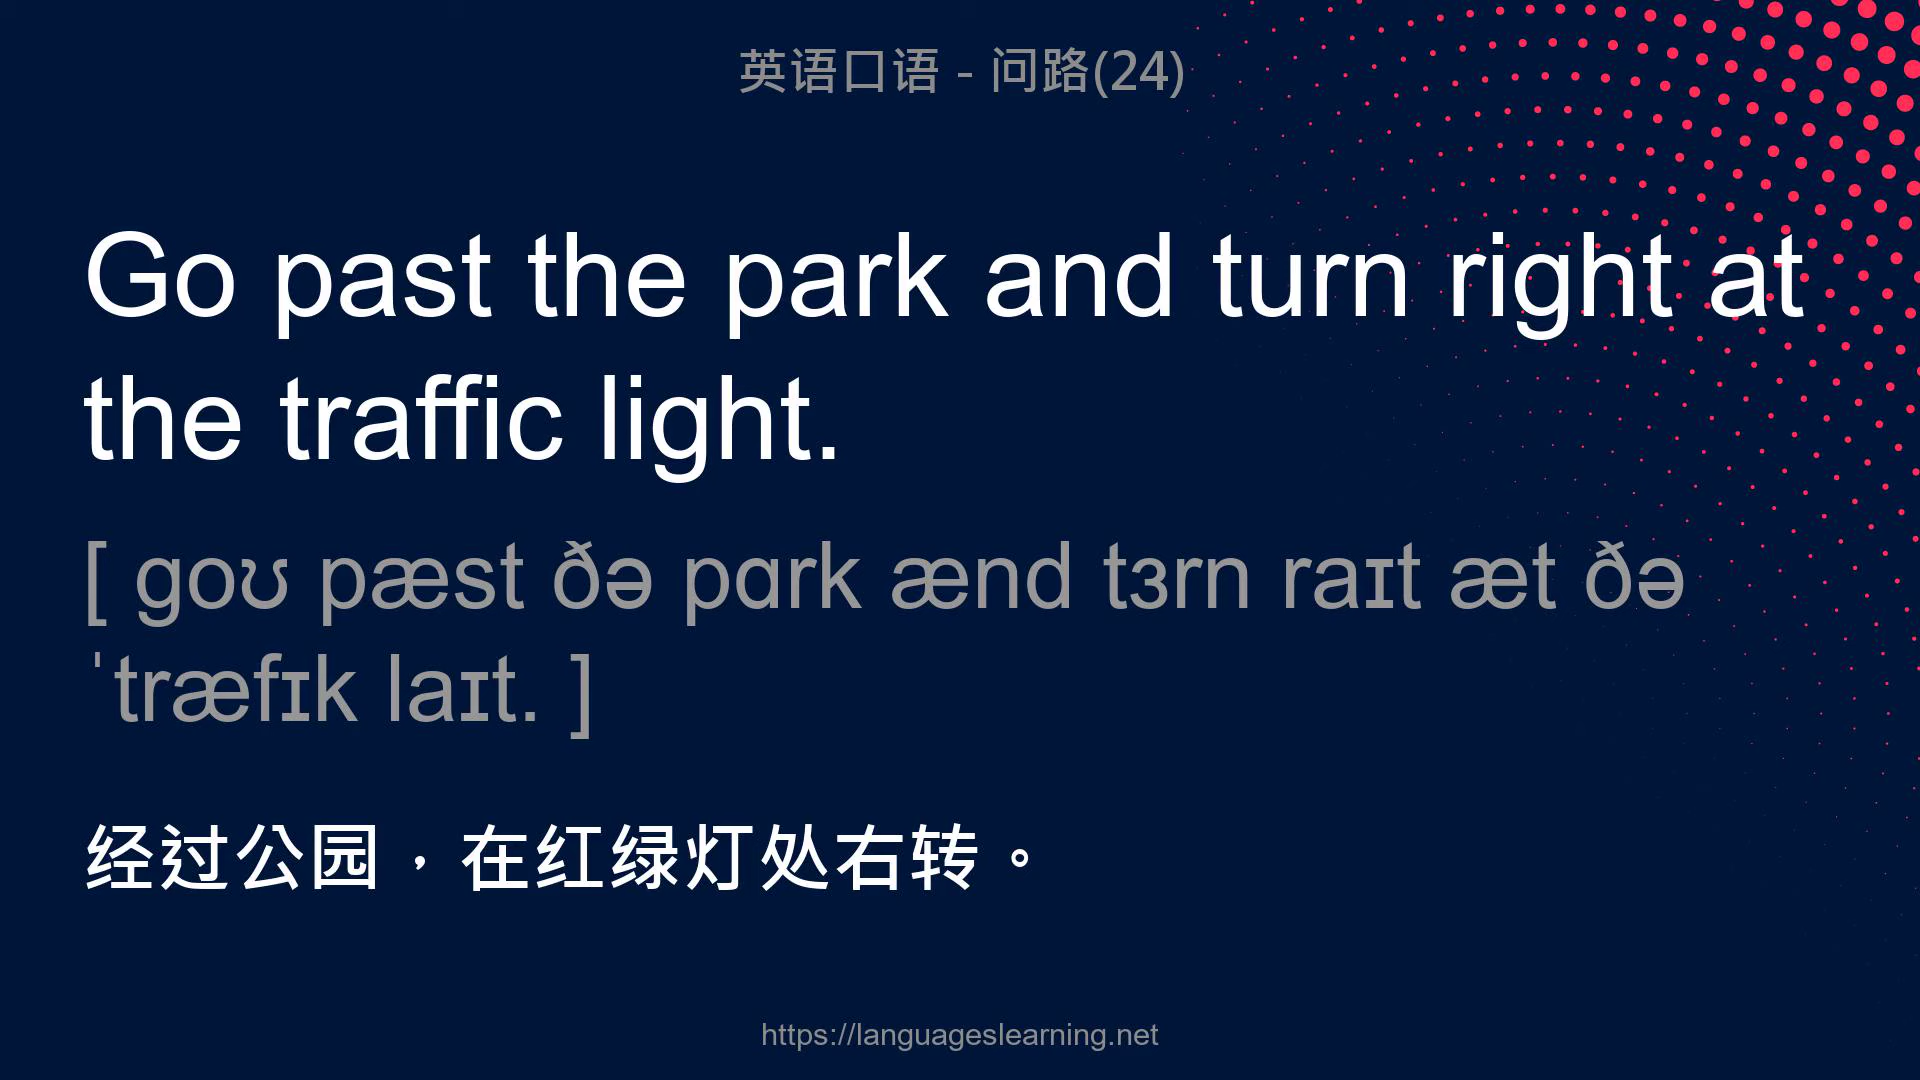 英语口语 - 问路(24)
Go past the park and turn right at
the traffic light.
[ goʊ pæst ðə pɑrk ænd tɜrn raɪt æt ðə
ˈtræfɪk laɪt. ]
经过公园，在红绿灯处右转。
https://languageslearning.net